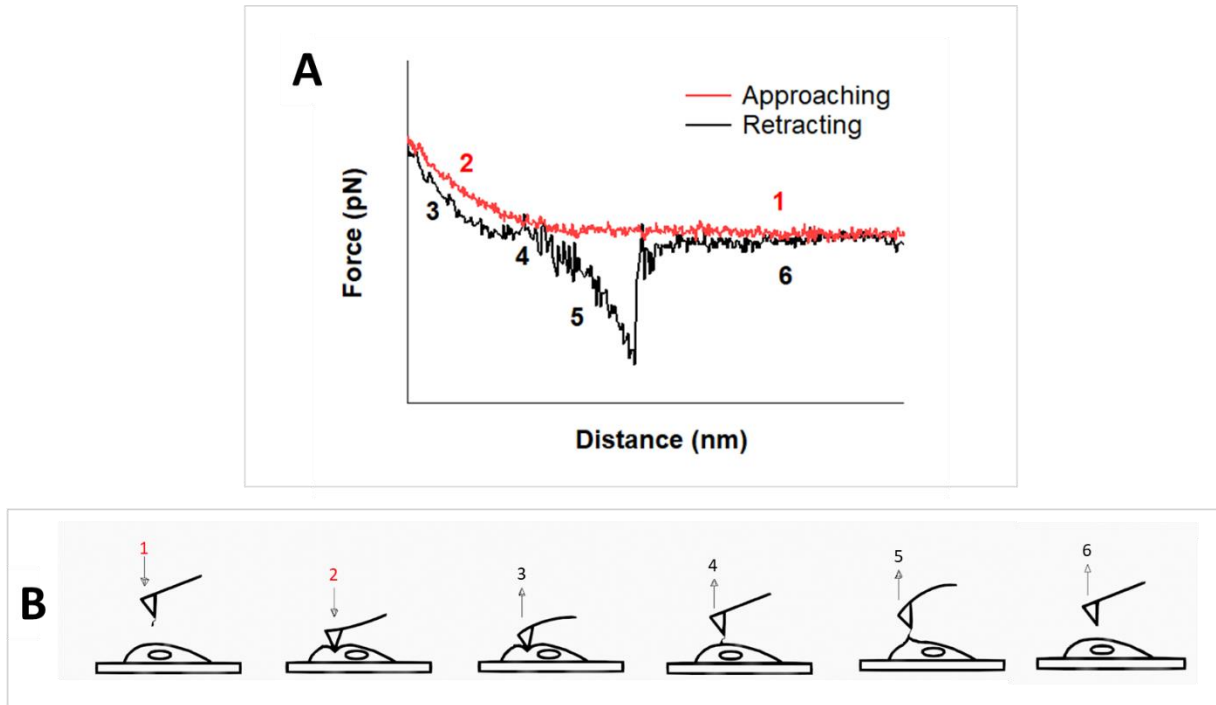 A
Approaching
Retracting
2
1
3
4
5
6
Force (pN)
Distance (nm)
B
1
2
3
4
5
6